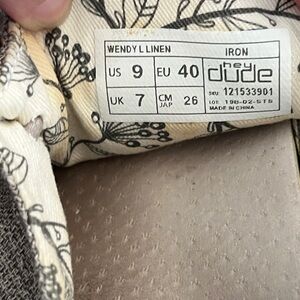 WENDY L LINEN IRON
US 9 EU 40 hey dude
UK 7 CM JAP 26
SKU: 121533901
LOT: 198-02-STS
MADE IN CHINA